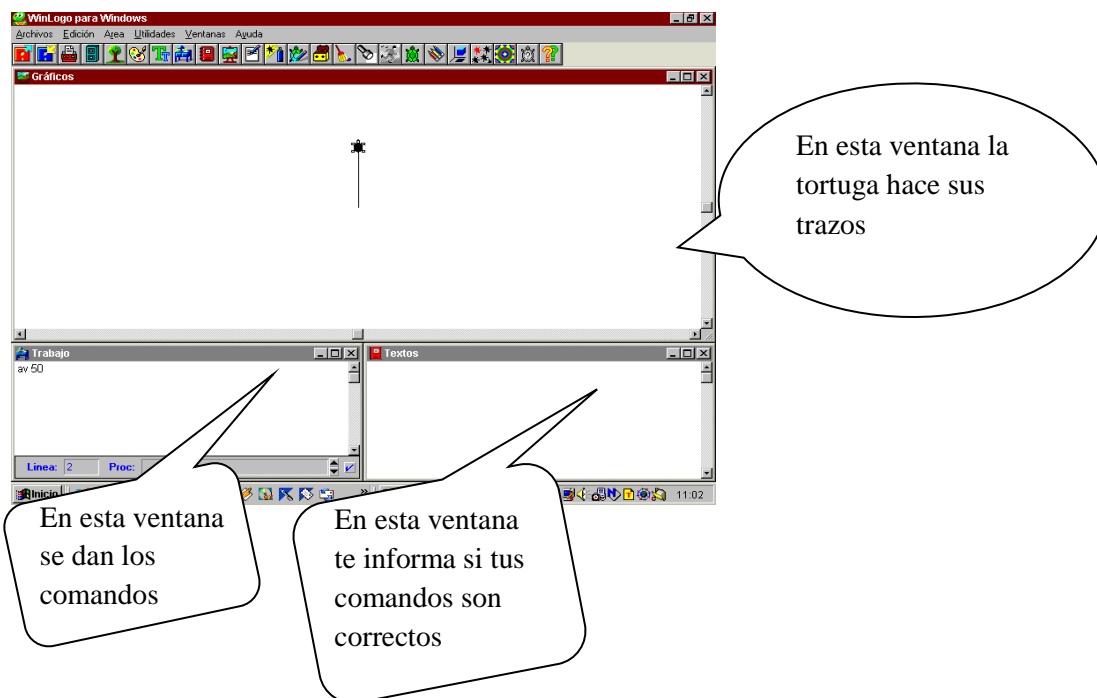 WinLogo para Windows
Archivos Edición Area Utilidades Ventanas Ayuda
Gráficos
En esta ventana la
tortuga hace sus
trazos
Trabajo
Textos
av 50
Linea: 2 Proc:
Inicio
11:02
En esta ventana
se dan los
comandos
En esta ventana
te informa si tus
comandos son
correctos